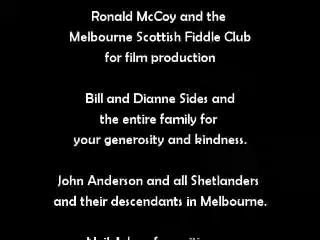 Ronald McCoy and the
Melbourne Scottish Fiddle Club
for film production
Bill and Dianne Sides and
the entire family for
your generosity and kindness.
John Anderson and all Shetlanders
and their descendants in Melbourne.